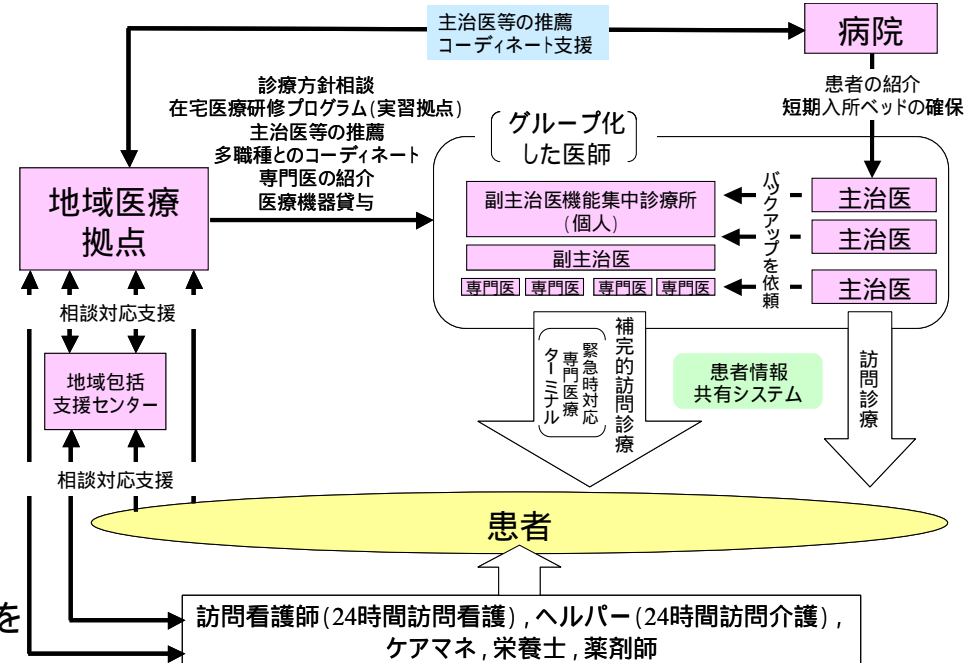 主治医等の推薦
コーディネート支援
病院
患者の紹介
短期入所ベッドの確保
診療方針相談
在宅医療研修プログラム(実習拠点)
主治医等の推薦
多職種とのコーディネート
専門医の紹介
医療機器貸与
グループ化
した医師
地域医療
拠点
副主治医機能集中診療所
(個人)
副主治医
専門医 専門医 専門医 専門医
バックアップを依頼
主治医
主治医
主治医
相談対応支援
地域包括
支援センター
相談対応支援
補完的訪問診療
緊急時対応
専門医療
ターミナル
患者情報
共有システム
訪問診療
患者
を
訪問看護師(24時間訪問看護),ヘルパー(24時間訪問介護),
ケアマネ,栄養士,薬剤師